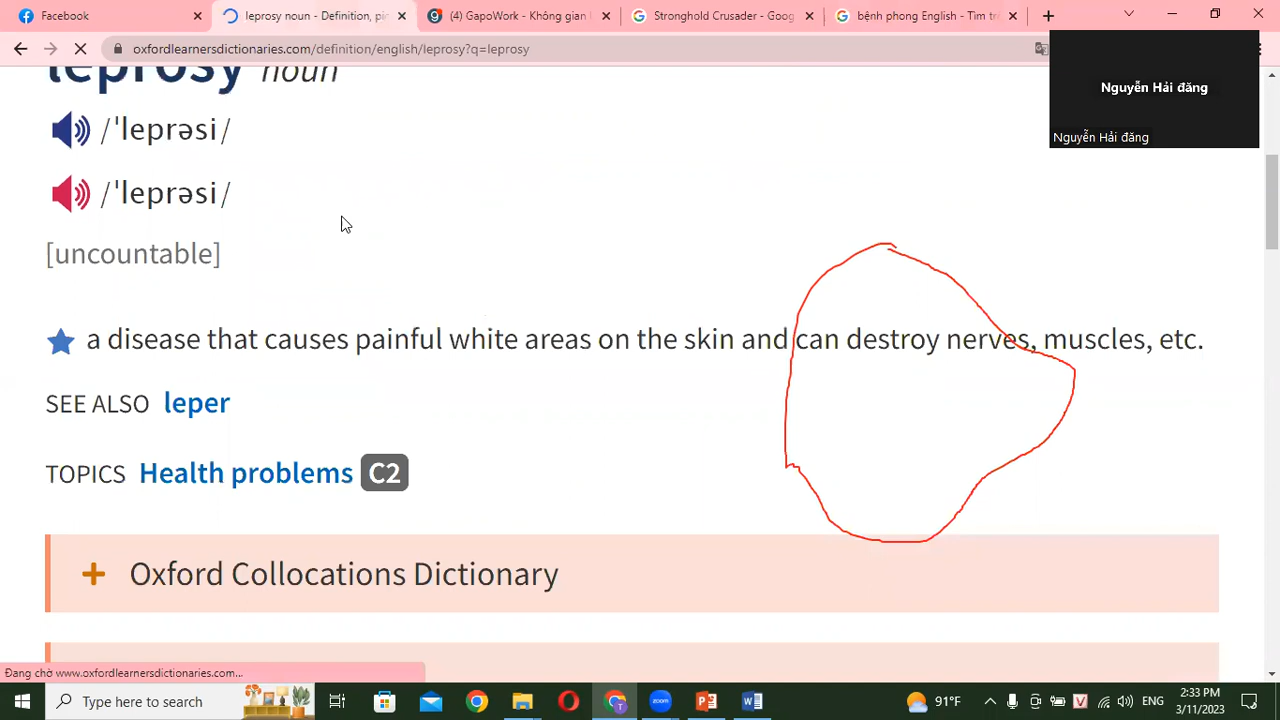 Facebook
leprosy noun - Definition, pi
(4) GapoWork - Không gian
Stronghold Crusader - Goog
bệnh phong English - Tìm tr
oxfordlearnersdictionaries.com/definition/english/leprosy?q=leprosy
Nguyễn Hải đăng
Nguyễn Hải đăng
leprosy noun
/ˈleprəsi/
/ˈleprəsi/
[uncountable]
a disease that causes painful white areas on the skin and can destroy nerves, muscles, etc.
SEE ALSO leper
TOPICS Health problems C2
+ Oxford Collocations Dictionary
Đang chờ www.oxfordlearnersdictionaries.com...
Type here to search
zoom
91°F
V
ENG
2:33 PM
3/11/2023